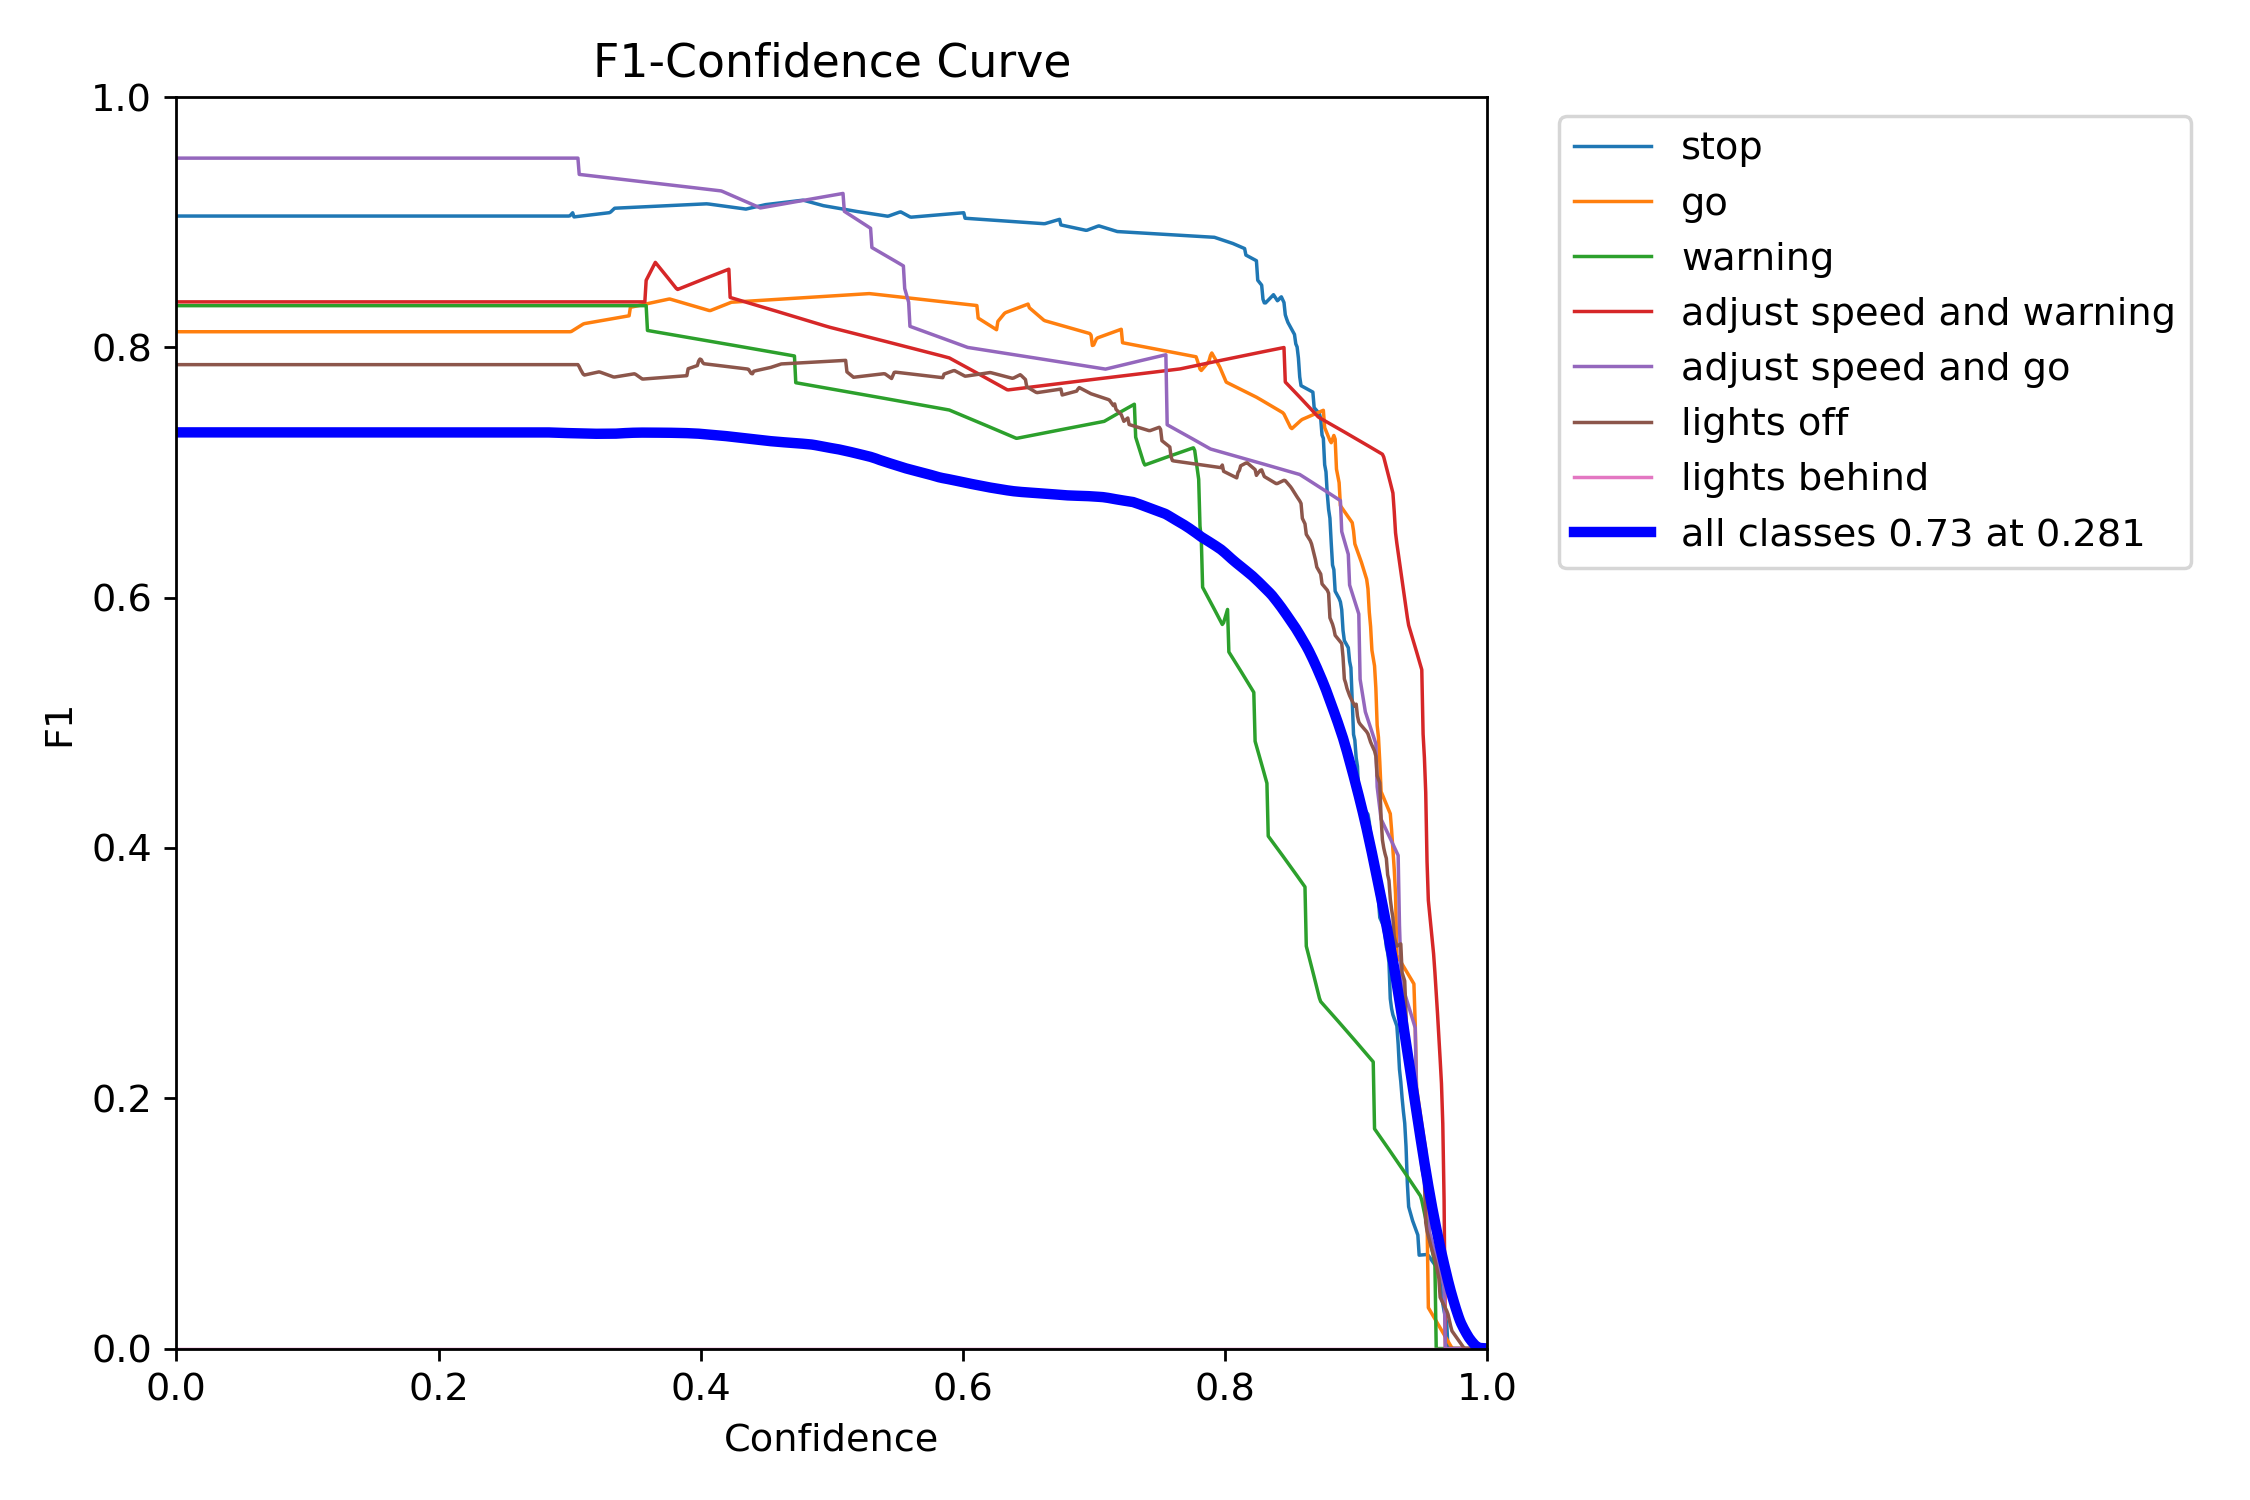 F1-Confidence Curve
1.0
0.8
0.6
0.4
0.2
0.0
F1
0.0 0.2 0.4 0.6 0.8 1.0
Confidence
stop
go
warning
adjust speed and warning
adjust speed and go
lights off
lights behind
all classes 0.73 at 0.281